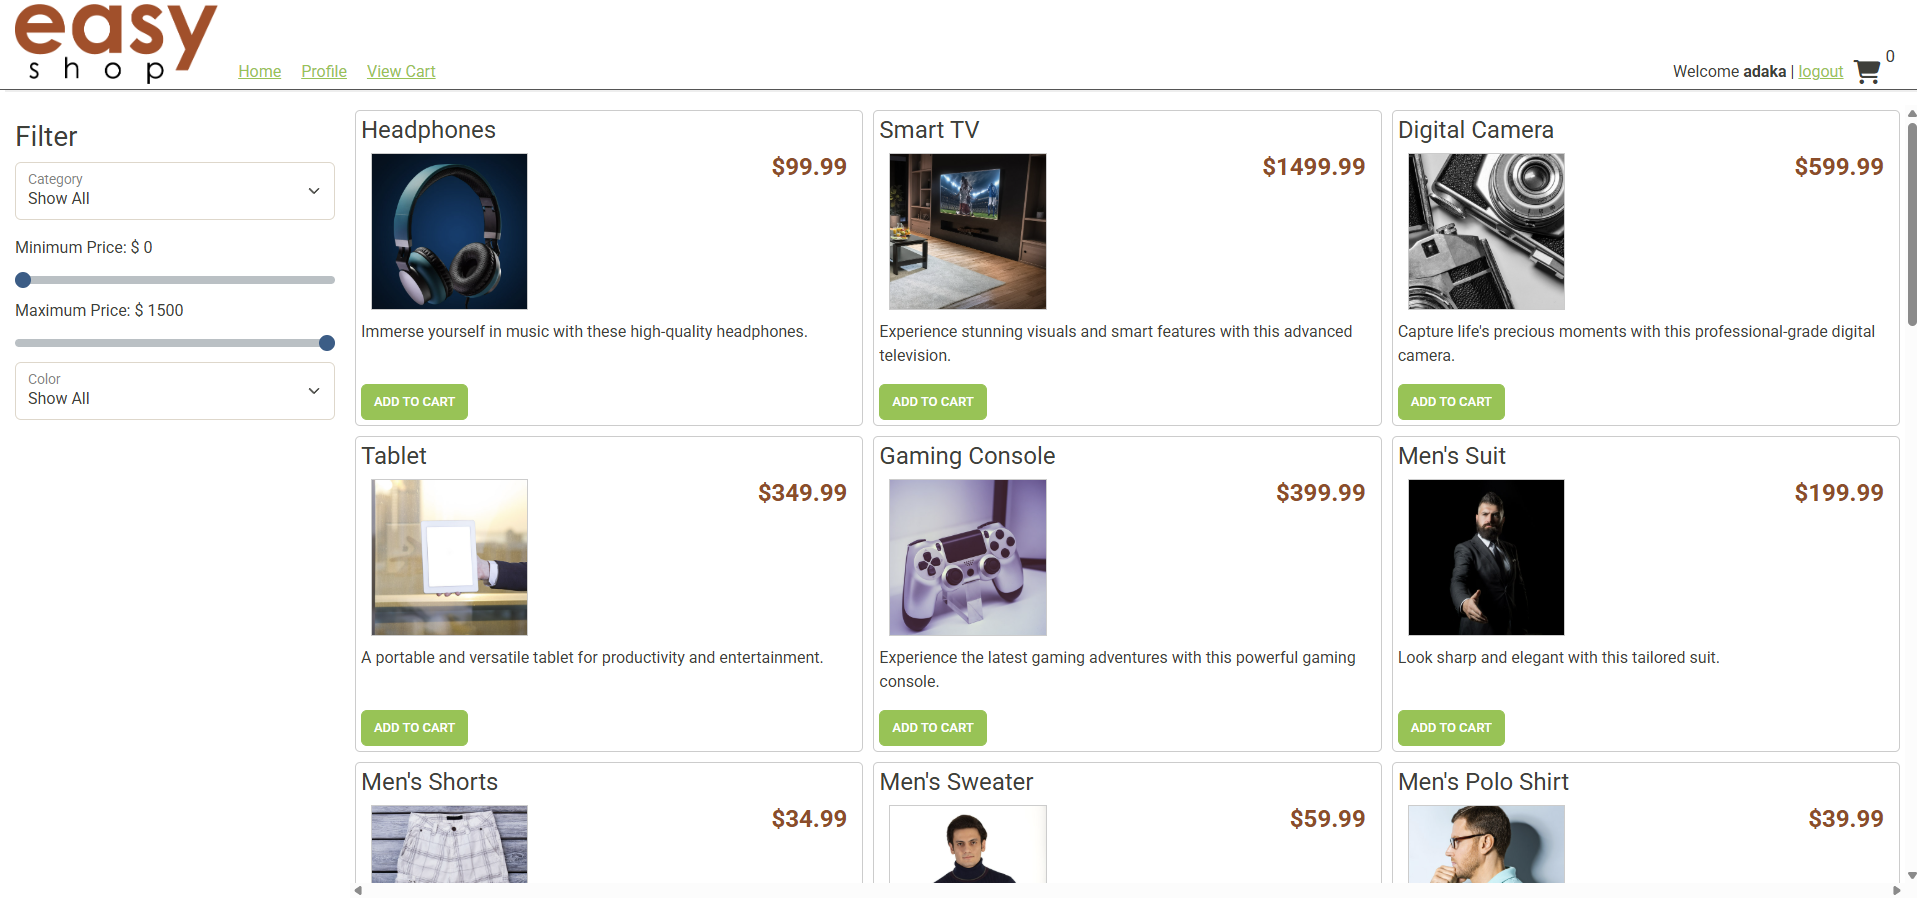 easy
shop
Home Profile View Cart
Welcome adaka | logout 0
Filter
Category
Show All
Minimum Price: $ 0
Maximum Price: $ 1500
Color
Show All
Headphones
$99.99
Immerse yourself in music with these high-quality headphones.
ADD TO CART
Smart TV
$1499.99
Experience stunning visuals and smart features with this advanced
television.
ADD TO CART
Digital Camera
$599.99
Capture life's precious moments with this professional-grade digital
camera.
ADD TO CART
Tablet
$349.99
A portable and versatile tablet for productivity and entertainment.
ADD TO CART
Gaming Console
$399.99
Experience the latest gaming adventures with this powerful gaming
console.
ADD TO CART
Men's Suit
$199.99
Look sharp and elegant with this tailored suit.
ADD TO CART
Men's Shorts
$34.99
Men's Sweater
$59.99
Men's Polo Shirt
$39.99